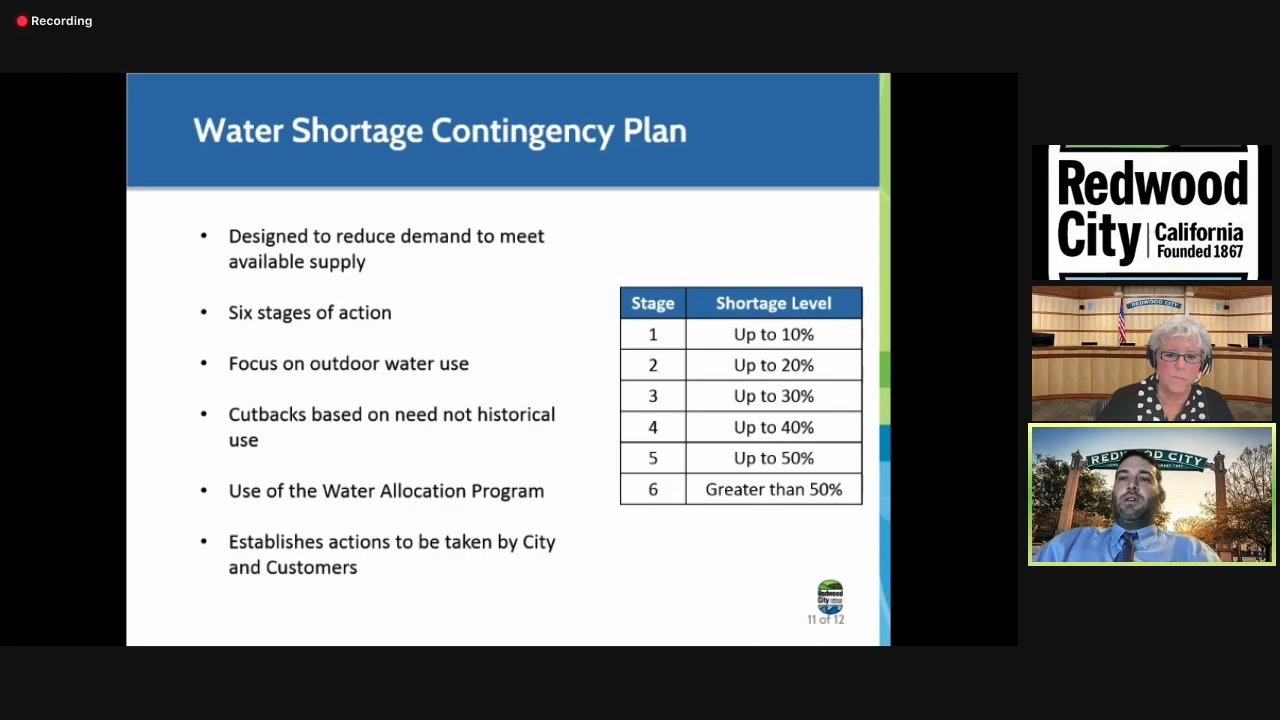 Recording
Water Shortage Contingency Plan
• Designed to reduce demand to meet
available supply
• Six stages of action
• Focus on outdoor water use
• Cutbacks based on need not historical
use
• Use of the Water Allocation Program
• Establishes actions to be taken by City
and Customers
Stage Shortage Level
1 Up to 10%
2 Up to 20%
3 Up to 30%
4 Up to 40%
5 Up to 50%
6 Greater than 50%
Redwood
City
11 of 12
Redwood
City | California
Founded 1867
REDWOOD CITY
REDWOOD CITY